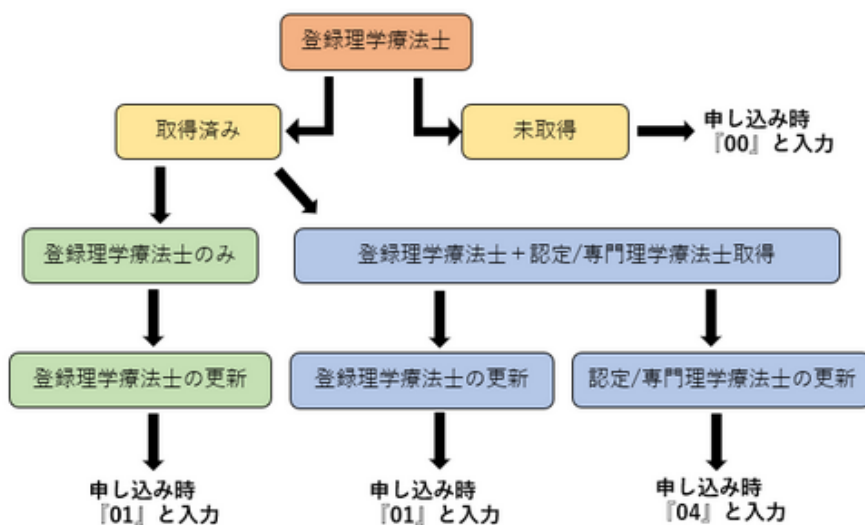 登録理学療法士
取得済み
未取得
申し込み時
『00』と入力
登録理学療法士のみ
登録理学療法士＋認定/専門理学療法士取得
登録理学療法士の更新
登録理学療法士の更新
認定/専門理学療法士の更新
申し込み時
『01』と入力
申し込み時
『01』と入力
申し込み時
『04』と入力